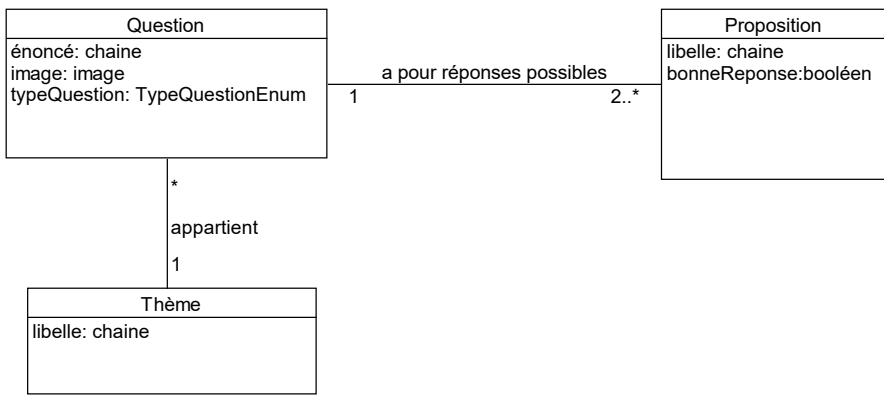 Question
énoncé: chaine
image: image
typeQuestion: TypeQuestionEnum
a pour réponses possibles
1
2..*
Proposition
libelle: chaine
bonneReponse:booléen
*
appartient
1
Thème
libelle: chaine